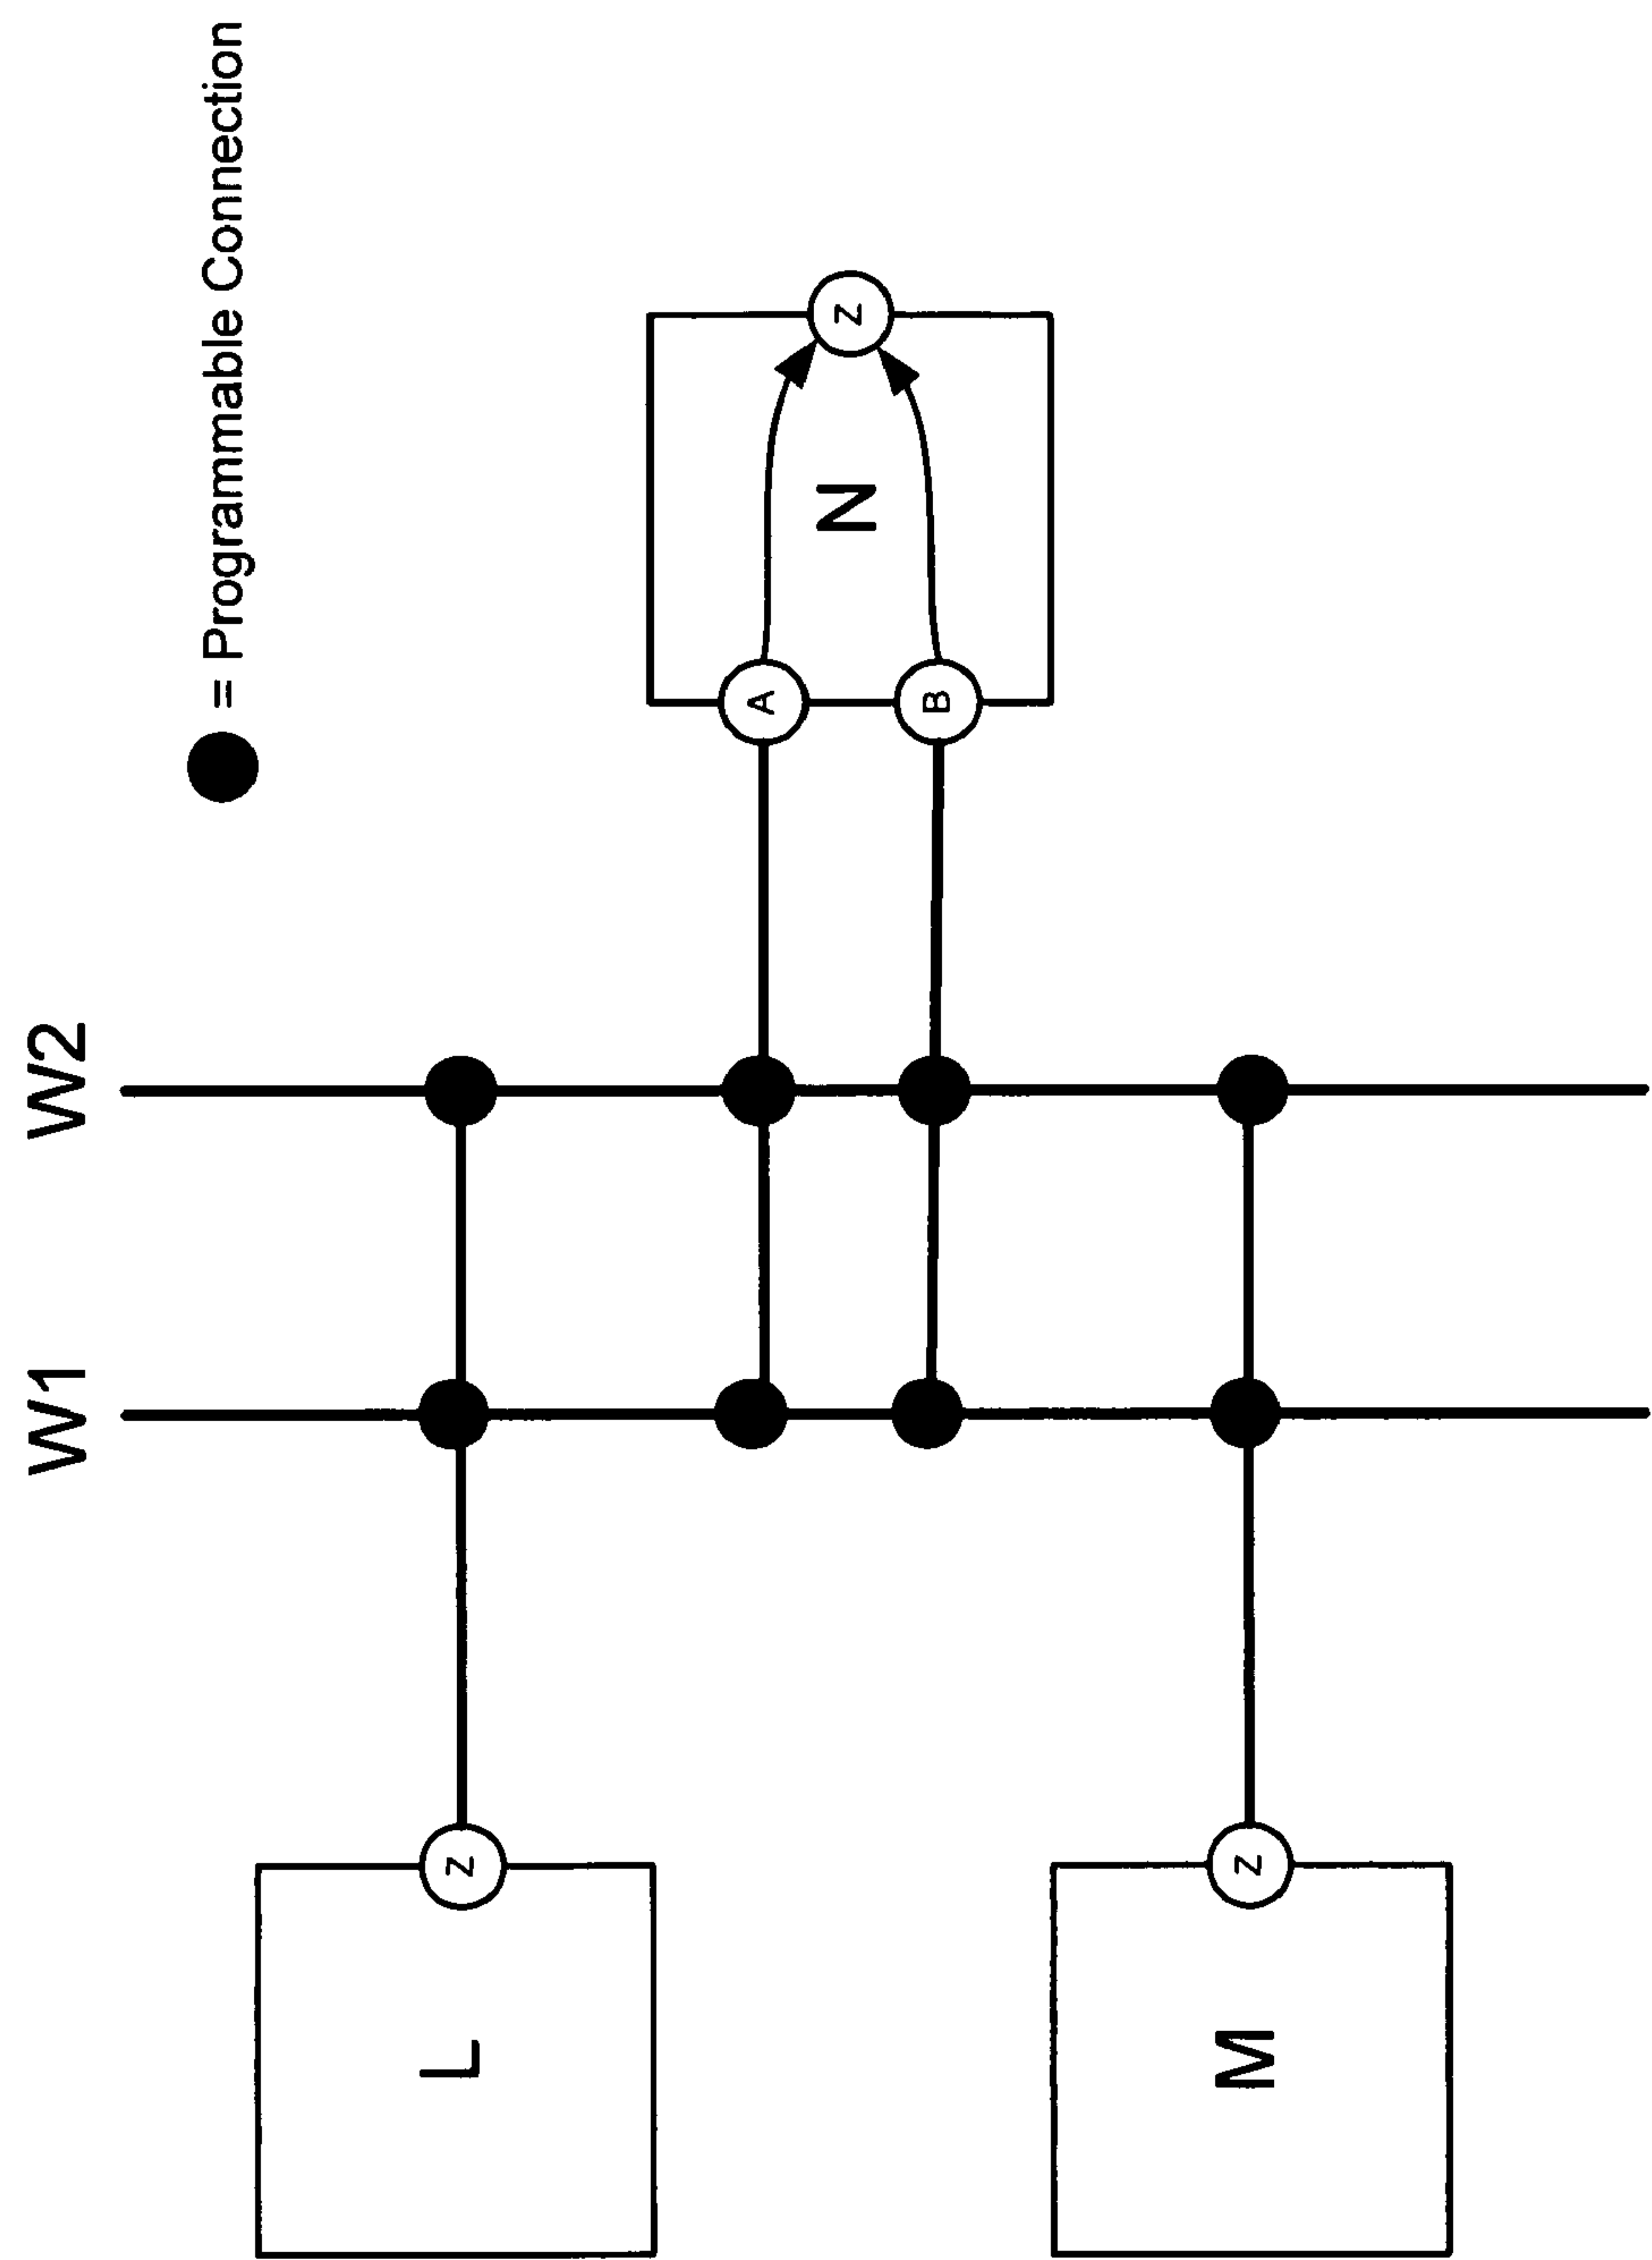 W1 W2
= Programmable Connection
L Z
A
N Z
B
M Z